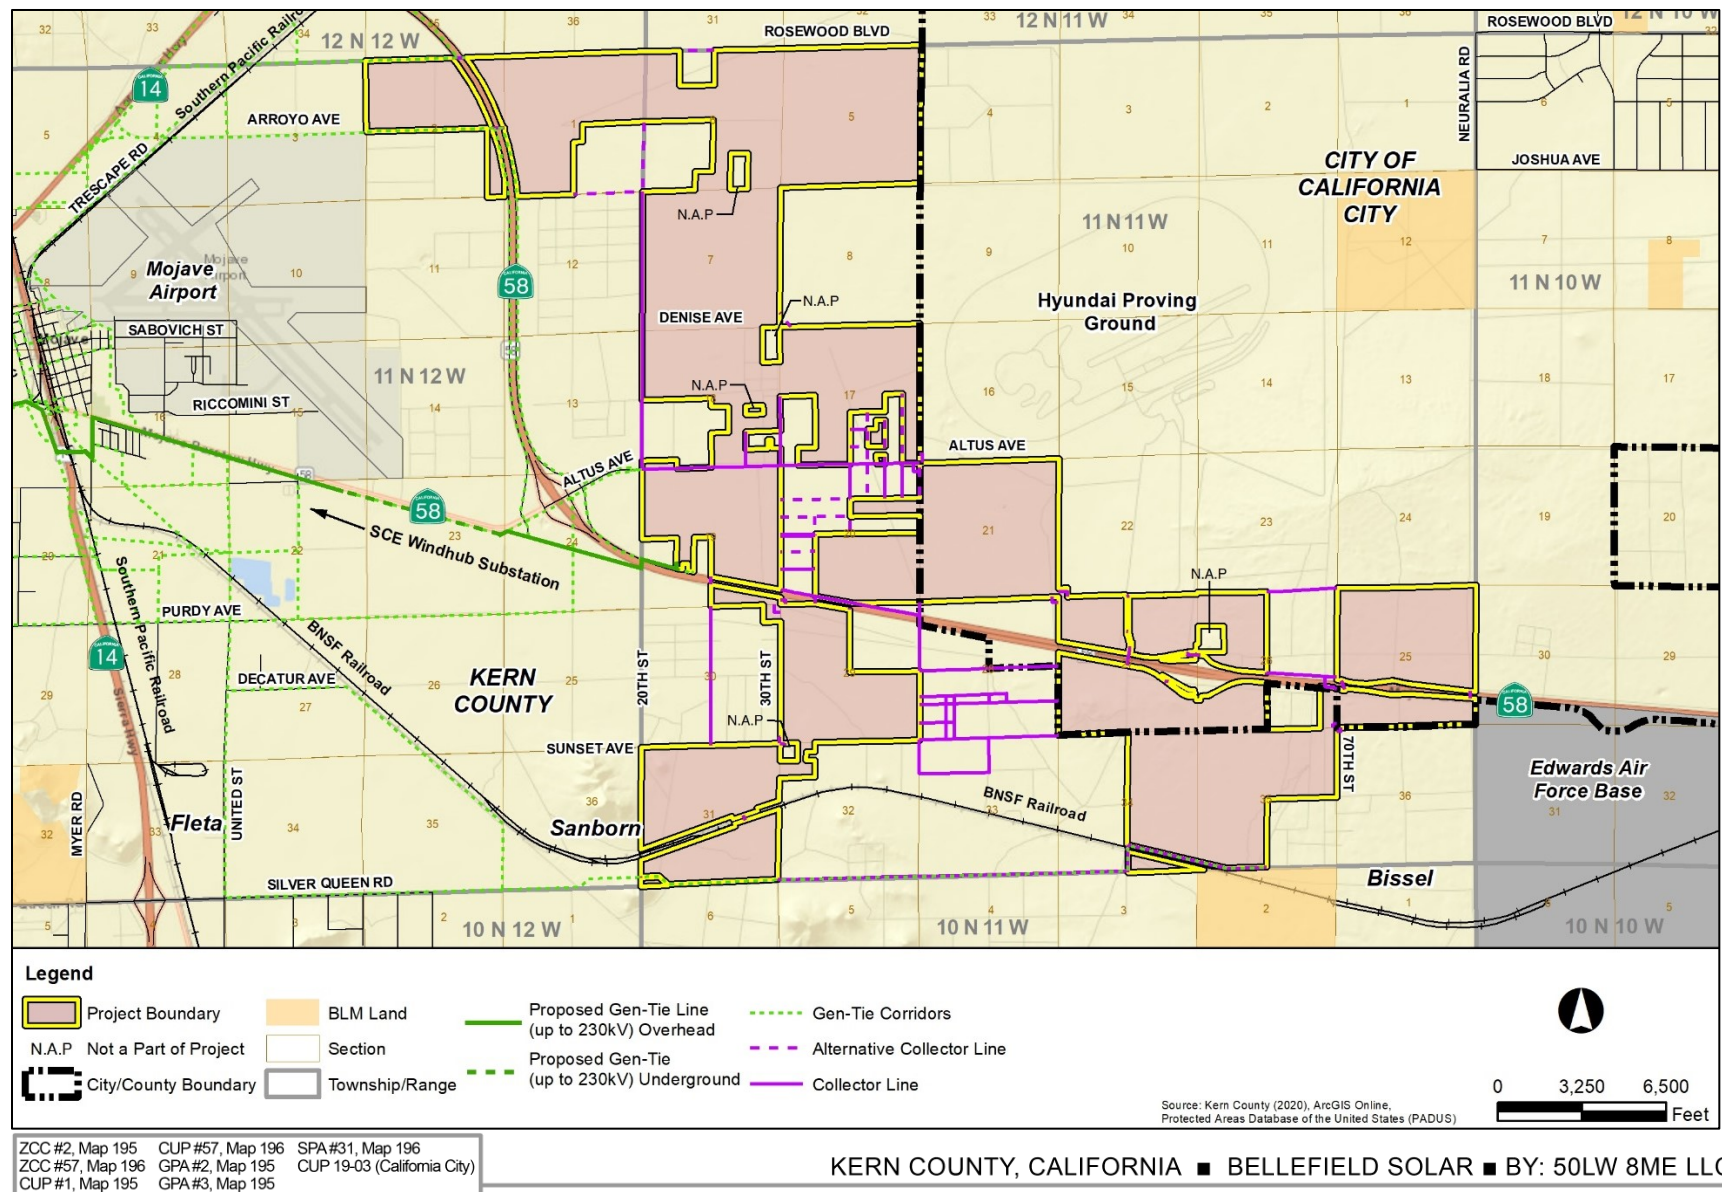 ROSEWOOD BLVD
12 N 11 W
ROSEWOOD BLVD
12 N 10 W
12 N 12 W
Southern Pacific Railro
14
ARROYO AVE
TRESCAPE RD
NEURALIA RD
JOSHUA AVE
CITY OF
CALIFORNIA
CITY
N.A.P
11 N 11 W
11 N 10 W
Mojave
Airport
Mojave
Airport
58
Hyundai Proving
Ground
N.A.P
DENISE AVE
SABOVICH ST
Mojave
11 N 12 W
N.A.P
RICCOMINI ST
ALTUS AVE
ALTUS AVE
58
SCE Windhub Substation
N.A.P
PURDY AVE
Southern Pacific Railroad
BNSF Railroad
14
Sierra Hwy
DECATUR AVE
KERN
COUNTY
20TH ST
30TH ST
N.A.P
SUNSET AVE
58
70TH ST
Edwards Air
Force Base
BNSF Railroad
MYER RD
Fleta
UNITED ST
Sanborn
SILVER QUEEN RD
Bissel
10 N 12 W
10 N 11 W
10 N 10 W
Legend
Project Boundary
N.A.P Not a Part of Project
City/County Boundary
BLM Land
Section
Township/Range
Proposed Gen-Tie Line
(up to 230kV) Overhead
Proposed Gen-Tie
(up to 230kV) Underground
Gen-Tie Corridors
Alternative Collector Line
Collector Line
0 3,250 6,500
Feet
Source: Kern County (2020), ArcGIS Online,
Protected Areas Database of the United States (PADUS)
ZCC #2, Map 195 CUP #57, Map 196 SPA #31, Map 196
ZCC #57, Map 196 GPA #2, Map 195 CUP 19-03 (California City)
CUP #1, Map 195 GPA #3, Map 195
KERN COUNTY, CALIFORNIA ■ BELLEFIELD SOLAR ■ BY: 50LW 8ME LLC